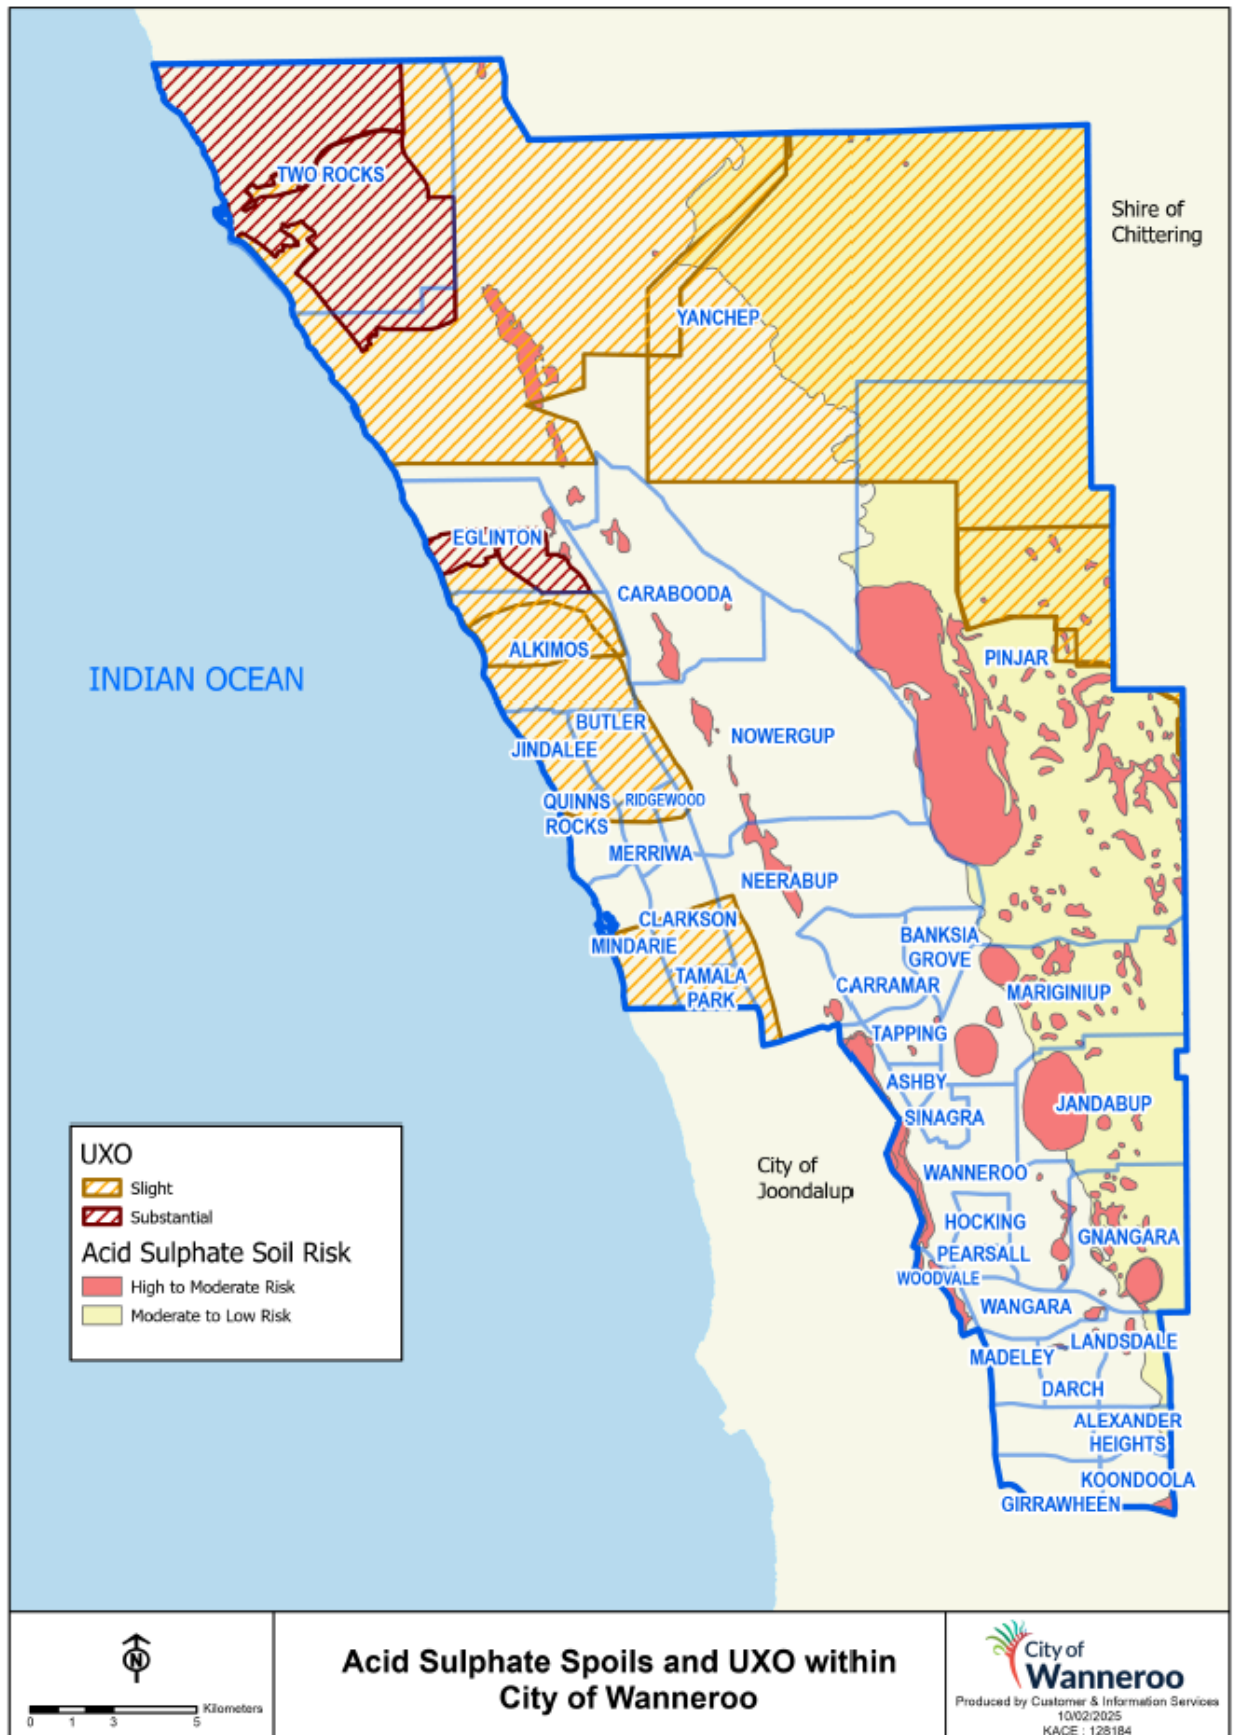 TWO ROCKS
Shire of
Chittering
YANCHEP
EGLINTON
CARABOODA
ALKIMOS
PINJAR
INDIAN OCEAN
BUTLER
NOWERGUP
JINDALEE
QUINNS
ROCKS
RIDGEWOOD
MERRIWA
NEERABUP
CLARKSON
MINDARIE
BANKSIA
GROVE
TAMALA
PARK
CARRAMAR
MARIGINIUP
TAPPING
ASHBY
JANDABUP
SINAGRA
City of
Joondalup
WANNEROO
HOCKING
GNANGARA
PEARSALL
WOODVALE
WANGARA
LANDSDALE
MADELEY
DARCH
ALEXANDER
HEIGHTS
KOONDOOLA
GIRRAWHEEN
UXO
Slight
Substantial
Acid Sulphate Soil Risk
High to Moderate Risk
Moderate to Low Risk
N
Kilometers
0 1 3 5
Acid Sulphate Spoils and UXO within
City of Wanneroo
City of
Wanneroo
Produced by Customer & Information Services
10/02/2025
KACE : 128184